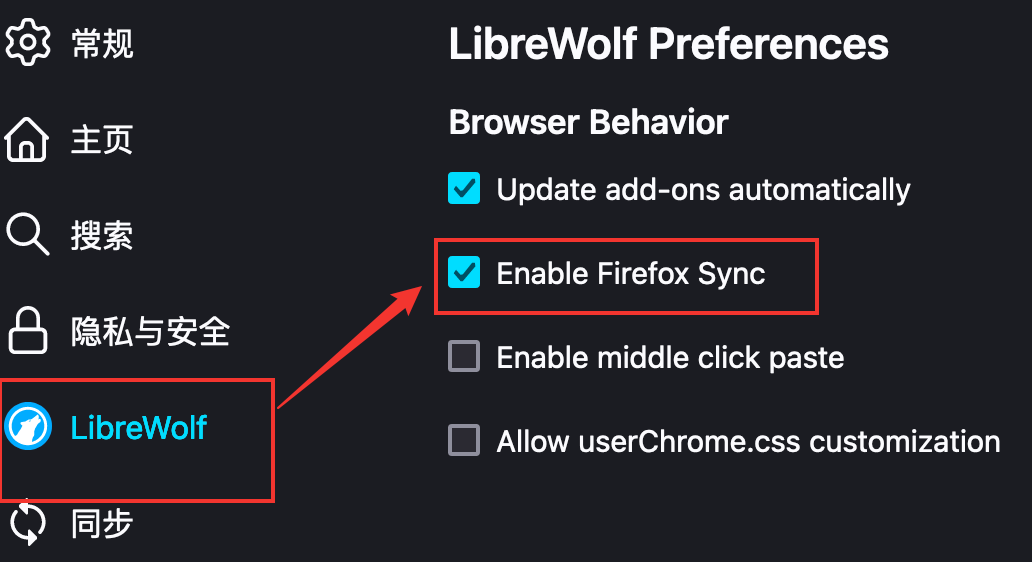 常规
主页
搜索
隐私与安全
LibreWolf
同步
LibreWolf Preferences
Browser Behavior
Update add-ons automatically
Enable Firefox Sync
Enable middle click paste
Allow userChrome.css customization